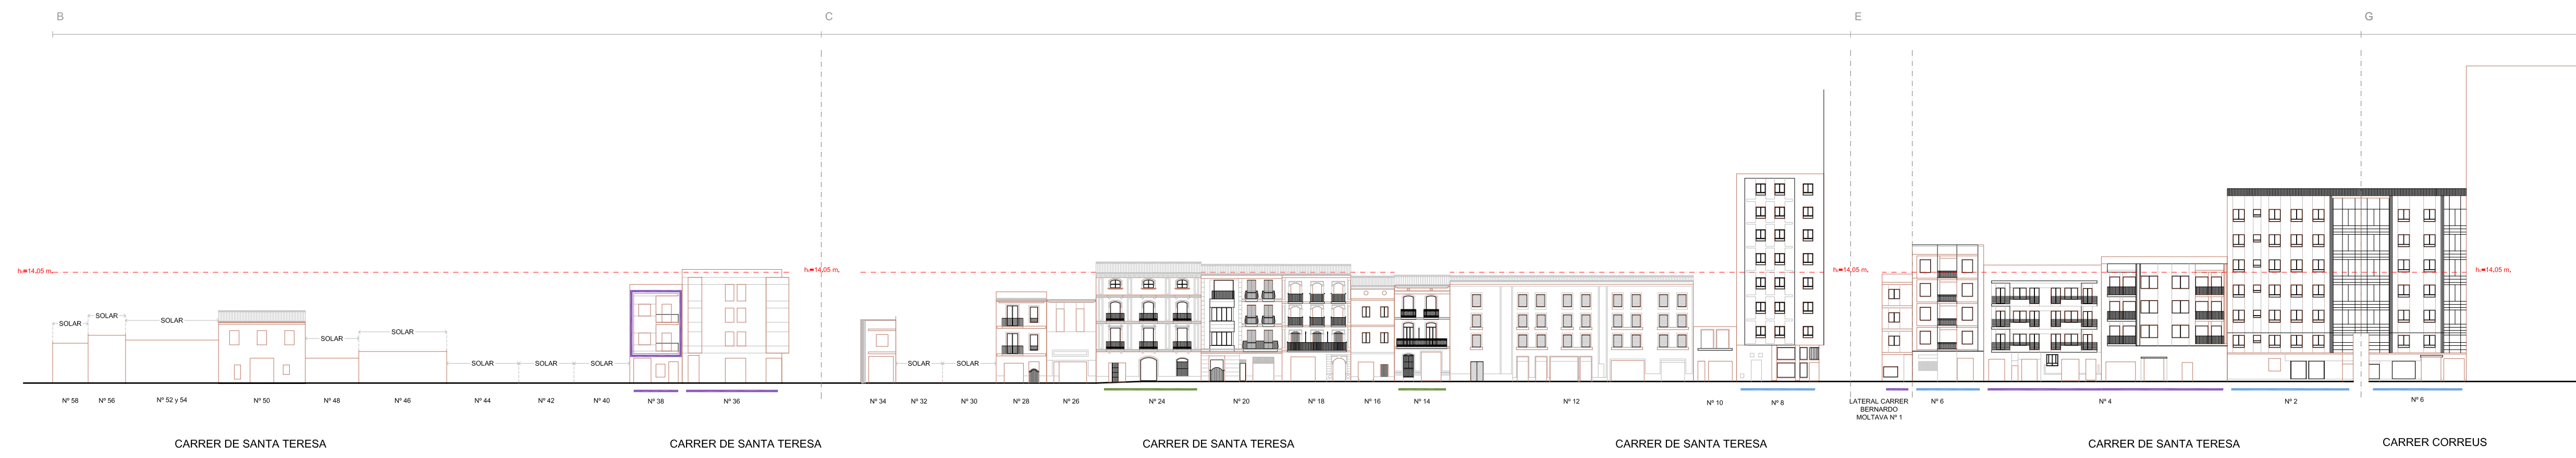 B
C
E
G
h.=14,05 m.
h.=14,05 m.
h.=14,05 m.
h.=14,05 m.
SOLAR
SOLAR
SOLAR
SOLAR
SOLAR
SOLAR
SOLAR
SOLAR
SOLAR
SOLAR
Nº 58
Nº 56
Nº 52 y 54
Nº 50
Nº 48
Nº 46
Nº 44
Nº 42
Nº 40
Nº 38
Nº 36
Nº 34
Nº 32
Nº 30
Nº 28
Nº 26
Nº 24
Nº 20
Nº 18
Nº 16
Nº 14
Nº 12
Nº 10
Nº 8
LATERAL CARRER
BERNARDO
MOLTAVA Nº 1
Nº 6
Nº 4
Nº 2
Nº 6
CARRER DE SANTA TERESA
CARRER DE SANTA TERESA
CARRER DE SANTA TERESA
CARRER DE SANTA TERESA
CARRER DE SANTA TERESA
CARRER CORREUS